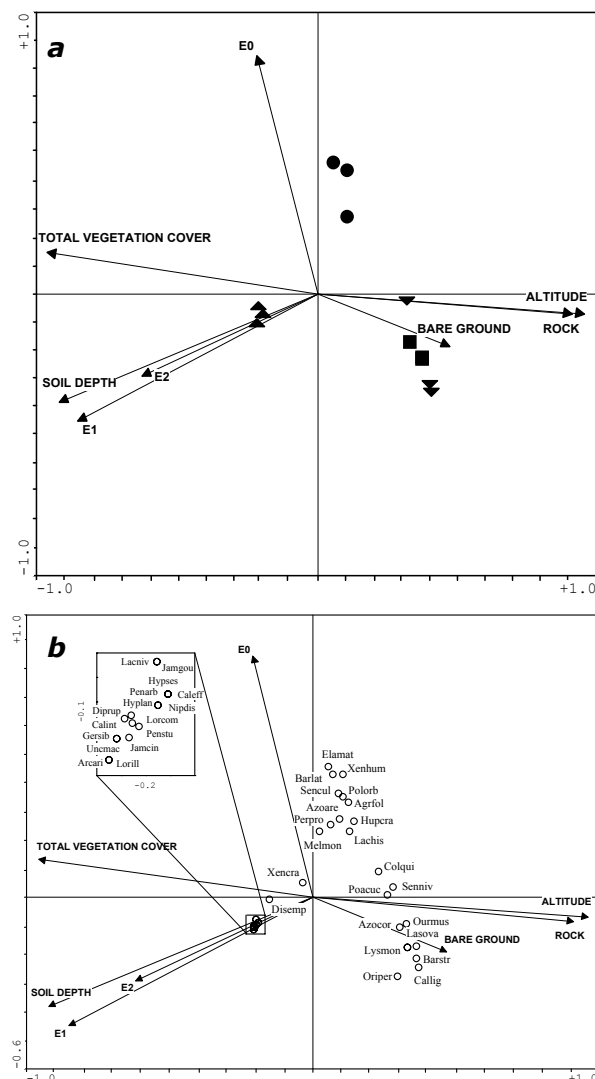 +1.0
a
E0
TOTAL VEGETATION COVER
ALTITUDE
BARE GROUND
ROCK
E2
SOIL DEPTH
E1
-1.0
-1.0
+1.0
+1.0
b
E0
Lacniv
Jamgou
Hypses
Penarb
Caleff
Hyplan
Nipdis
Diprup
Lorcom
Calint
Penstu
Gersib
Uncmac
Jamcin
Arcari
Lorill
-0.1
-0.2
Elamat
Barlat
Xenhum
Sencul
Polorb
Azoare
Agrfol
Perpro
Hupcra
Melmon
Lachis
TOTAL VEGETATION COVER
Xencra
Colqui
Poacuc
Senniv
Disemp
ALTITUDE
Azocor
Ourmus
Lasova
BARE GROUND
ROCK
Lysmon
Barstr
Oriper
Callig
SOIL DEPTH
E2
E1
-0.6
-1.0
+1.0